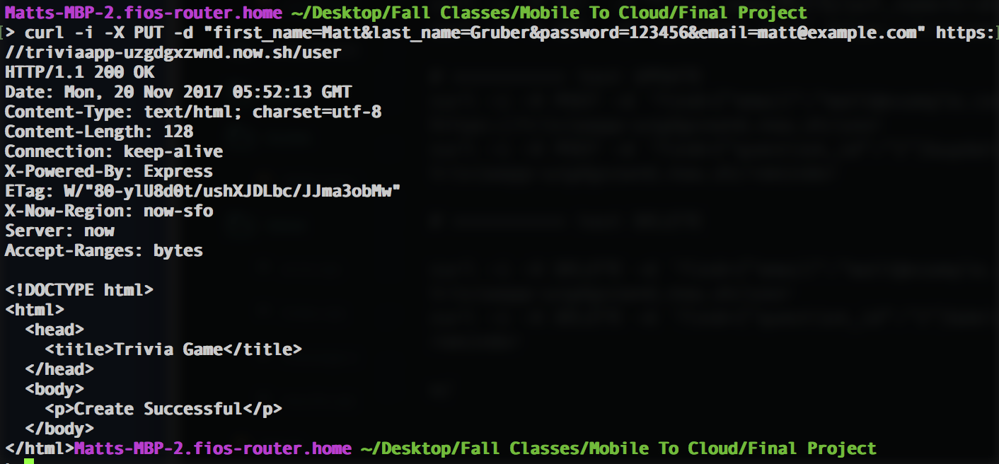 Matts-MBP-2.fios-router.home ~/Desktop/Fall Classes/Mobile To Cloud/Final Project
[> curl -i -X PUT -d "first_name=Matt&last_name=Gruber&password=123456&email=matt@example.com" https:]
//triviaapp-uzgdgxzwnd.now.sh/user
HTTP/1.1 200 OK
Date: Mon, 20 Nov 2017 05:52:13 GMT
Content-Type: text/html; charset=utf-8
Content-Length: 128
Connection: keep-alive
X-Powered-By: Express
ETag: W/"80-ylU8d0t/ushXJDLbc/JJma3obMw"
X-Now-Region: now-sfo
Server: now
Accept-Ranges: bytes
<!DOCTYPE html>
<html>
  <head>
    <title>Trivia Game</title>
  </head>
  <body>
    <p>Create Successful</p>
  </body>
</html>Matts-MBP-2.fios-router.home ~/Desktop/Fall Classes/Mobile To Cloud/Final Project